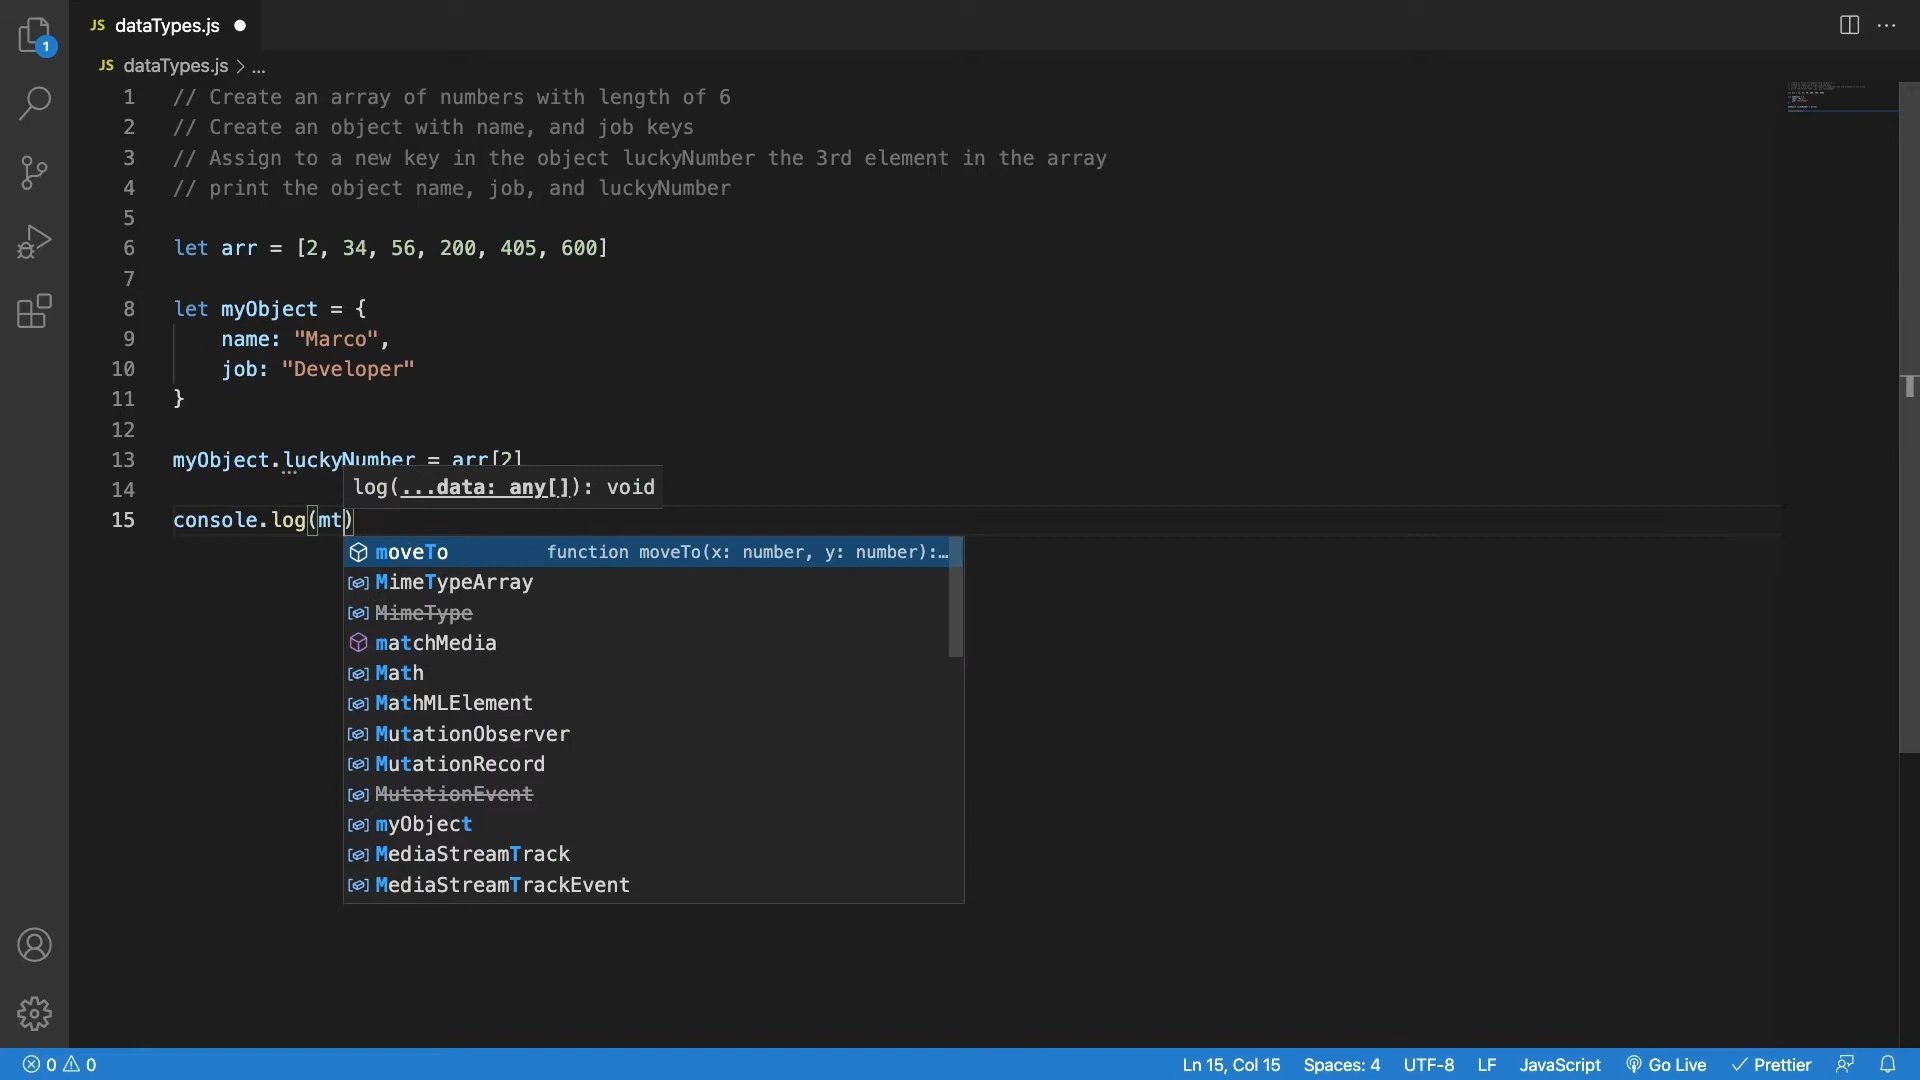 JS dataTypes.js
1
JS dataTypes.js > ...
1 // Create an array of numbers with length of 6
2 // Create an object with name, and job keys
3 // Assign to a new key in the object luckyNumber the 3rd element in the array
4 // print the object name, job, and luckyNumber
5
6 let arr = [2, 34, 56, 200, 405, 600]
7
8 let myObject = {
9 name: "Marco",
10 job: "Developer"
11 }
12
13 myObject.luckyNumber = arr[2]
14 log(...data: any[]): void
15 console.log(mt)
moveTo function moveTo(x: number, y: number):…
MimeTypeArray
MimeType
matchMedia
Math
MathMLElement
MutationObserver
MutationRecord
MutationEvent
myObject
MediaStreamTrack
MediaStreamTrackEvent
0 0 Ln 15, Col 15 Spaces: 4 UTF-8 LF JavaScript Go Live Prettier